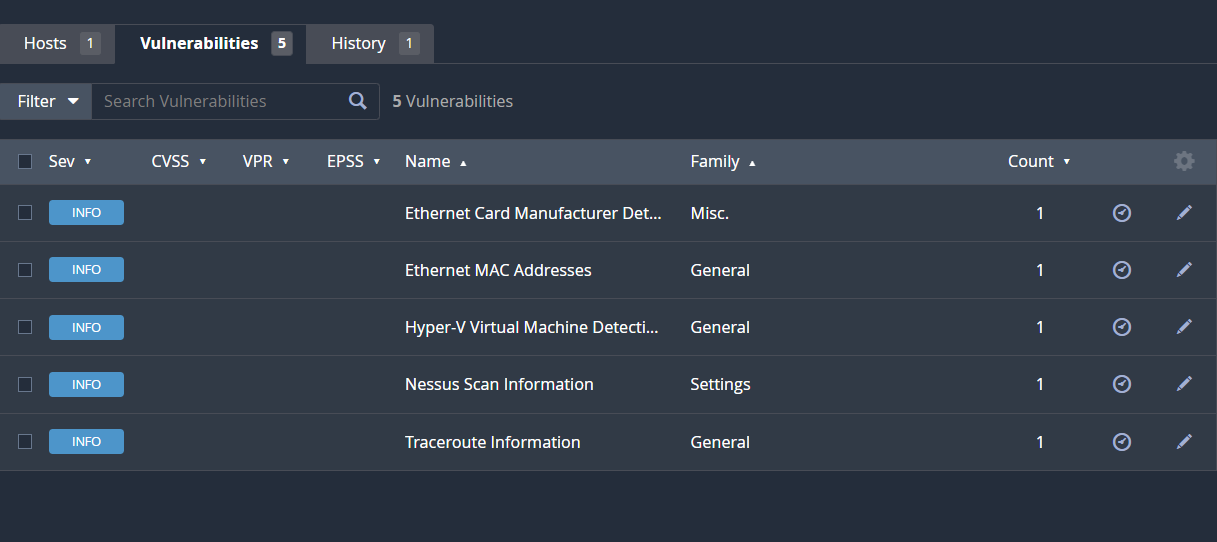 Hosts 1 Vulnerabilities 5 History 1
Filter Search Vulnerabilities 5 Vulnerabilities
Sev CVSS VPR EPSS Name Family Count
INFO Ethernet Card Manufacturer Det... Misc. 1
INFO Ethernet MAC Addresses General 1
INFO Hyper-V Virtual Machine Detecti... General 1
INFO Nessus Scan Information Settings 1
INFO Traceroute Information General 1